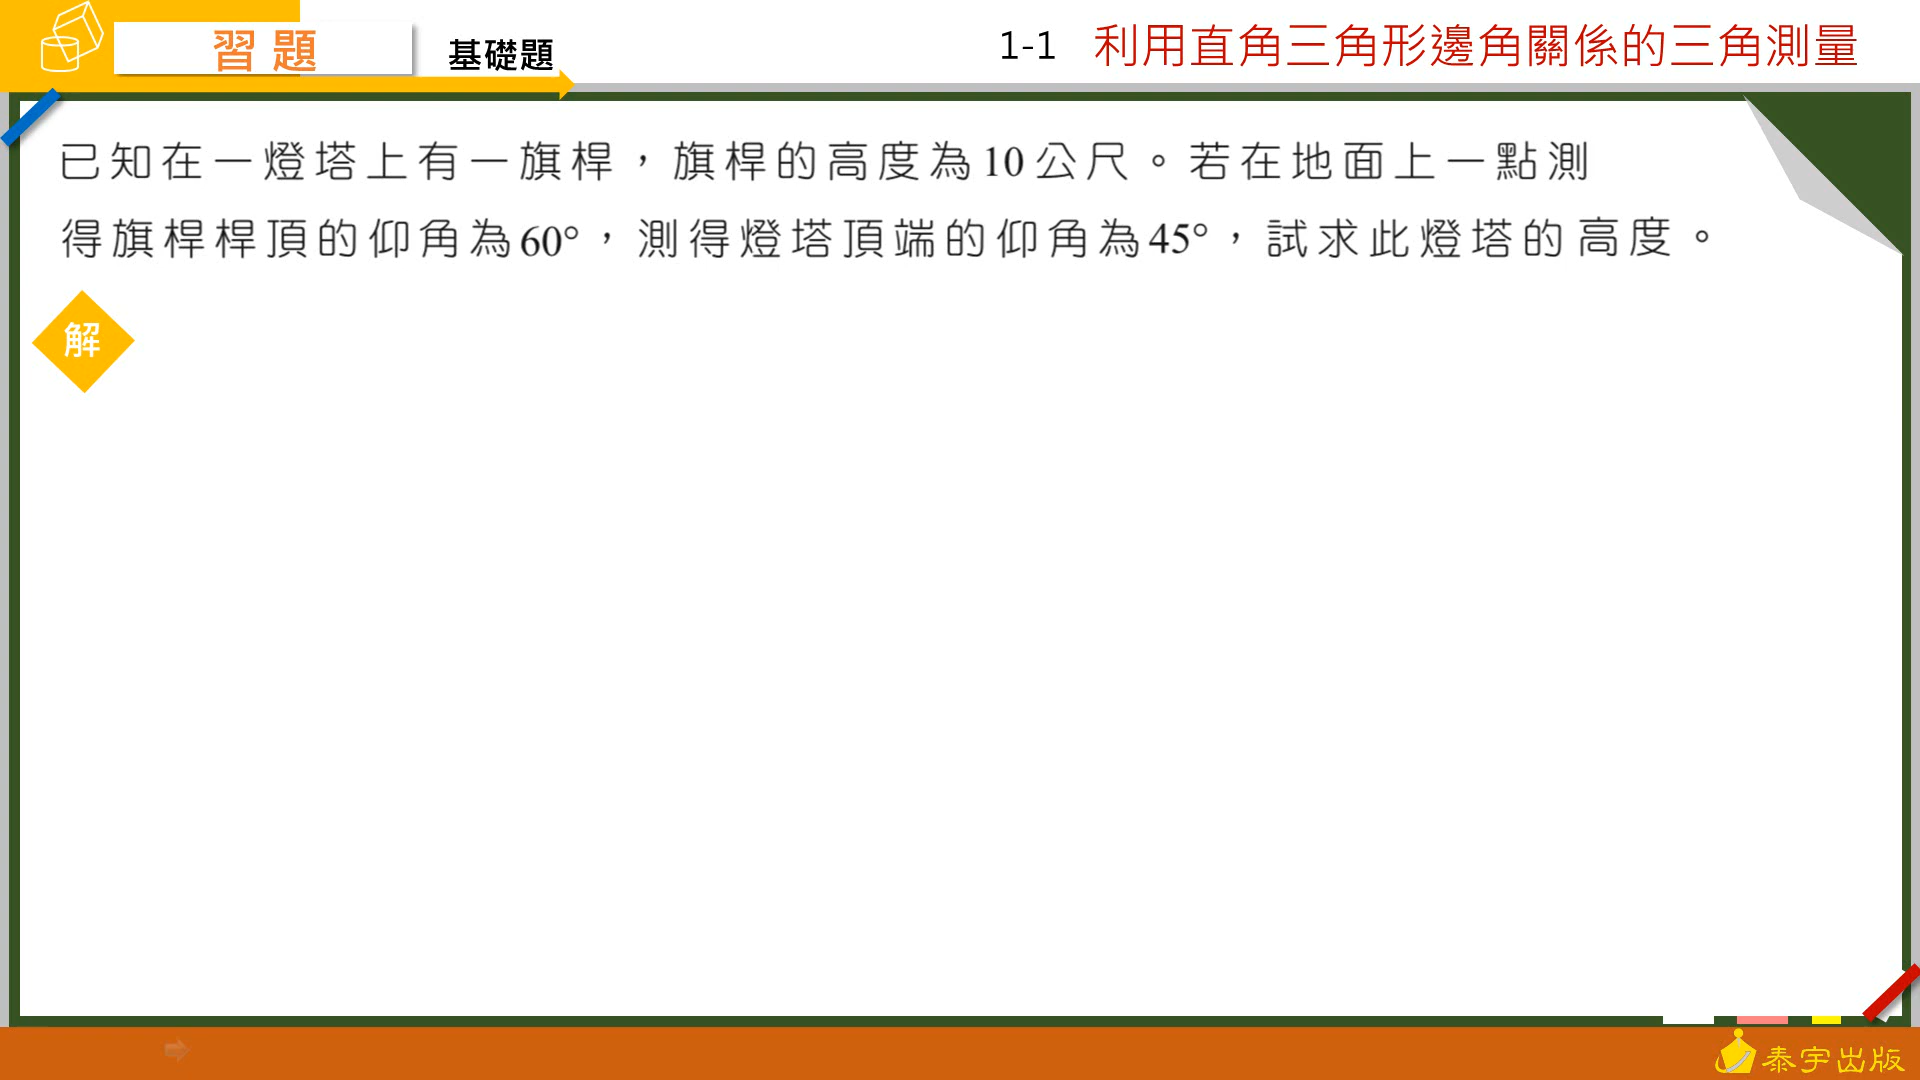 習題
基礎題
1-1 利用直角三角形邊角關係的三角測量
已知在一燈塔上有一旗桿，旗桿的高度為10公尺。若在地面上一點測
得旗桿桿頂的仰角為60°，測得燈塔頂端的仰角為45°，試求此燈塔的高度。
解
泰宇出版